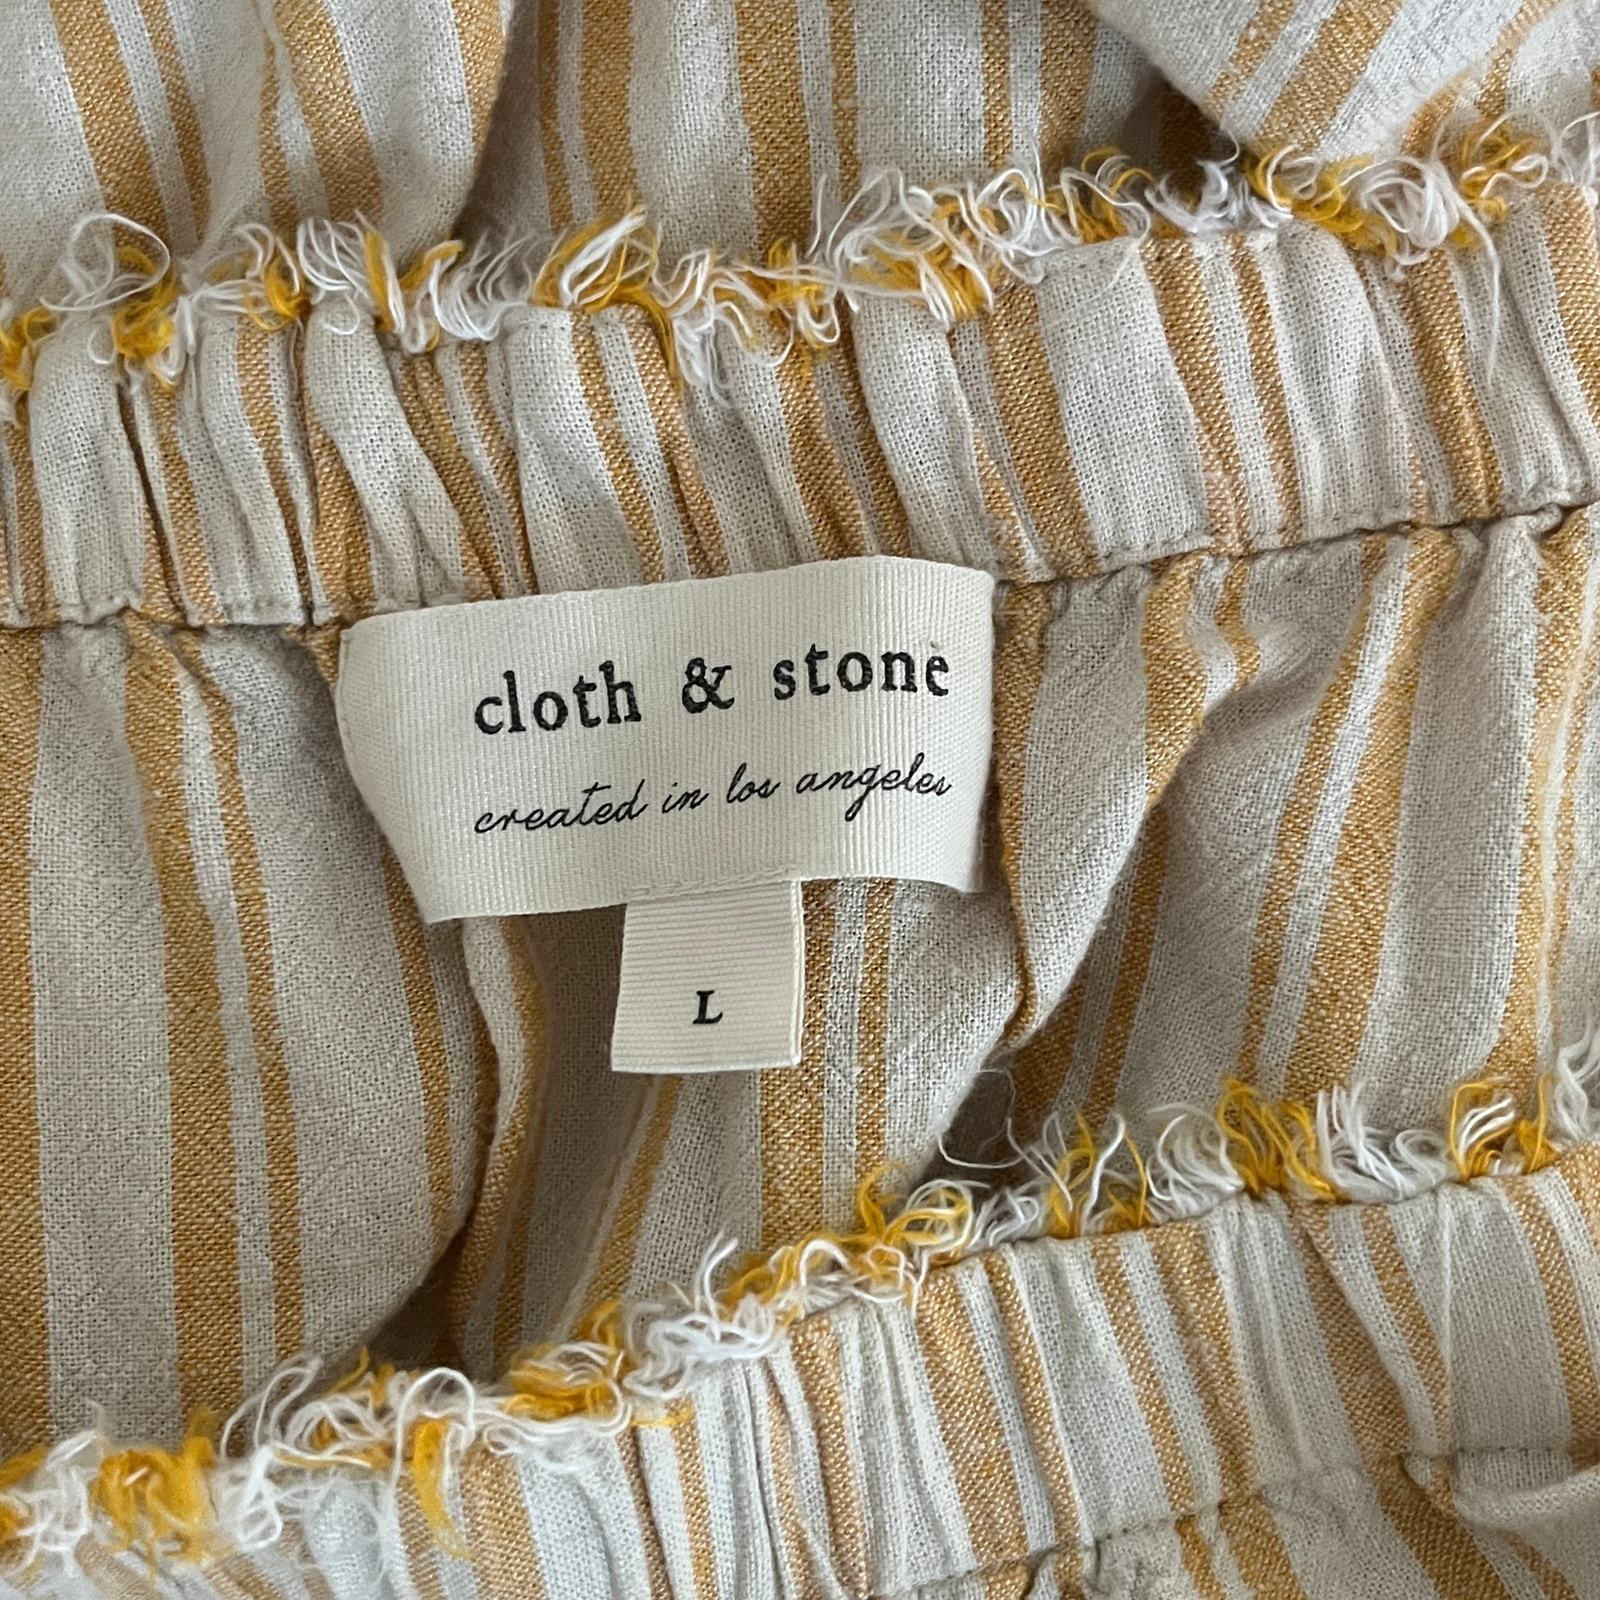 cloth & stone
created in los angeles
L